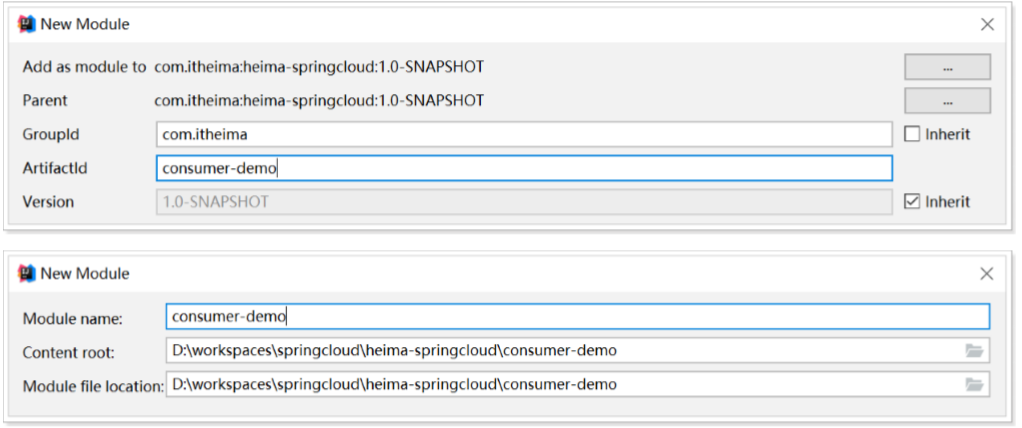 New Module
Add as module to com.itheima:heima-springcloud:1.0-SNAPSHOT ...
Parent com.itheima:heima-springcloud:1.0-SNAPSHOT ...
GroupId com.itheima Inherit
ArtifactId consumer-demo
Version 1.0-SNAPSHOT Inherit
New Module
Module name: consumer-demo
Content root: D:\workspaces\springcloud\heima-springcloud\consumer-demo
Module file location: D:\workspaces\springcloud\heima-springcloud\consumer-demo